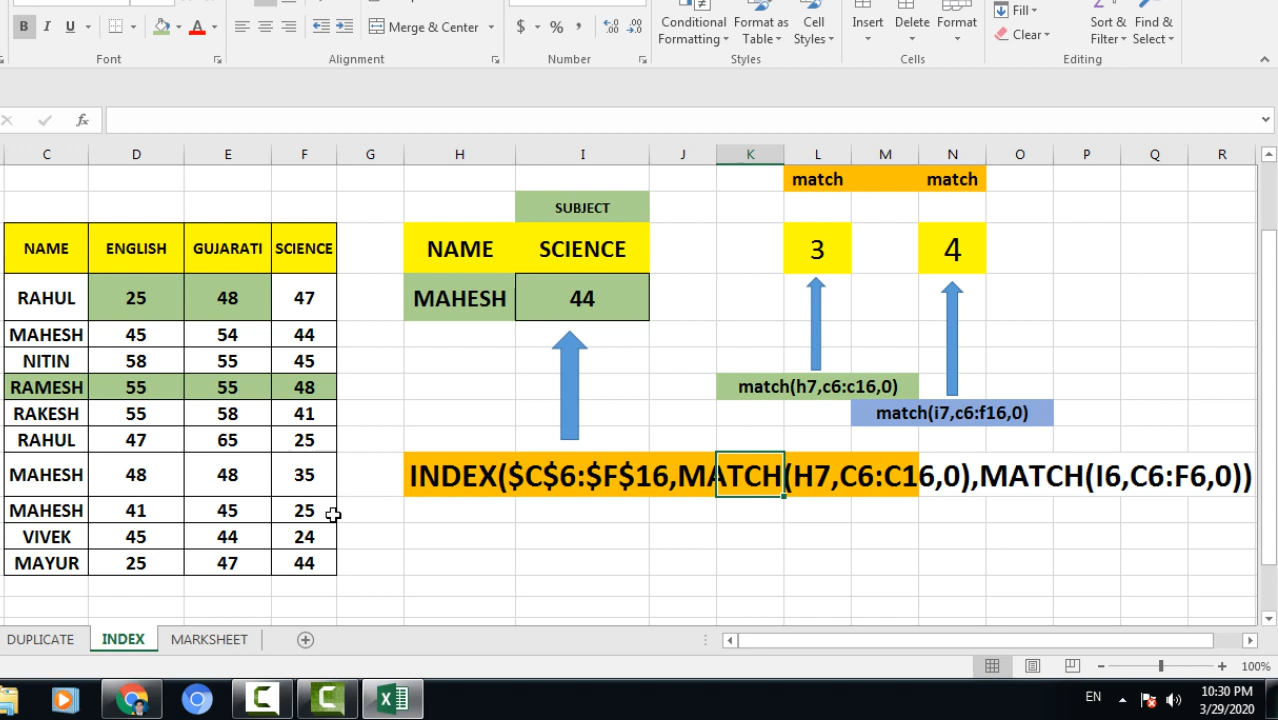 B I U
Merge & Center
$ % ,
Conditional Formatting
Format as Table
Cell Styles
Insert
Delete
Format
Fill
Clear
Sort & Filter
Find & Select
Font
Alignment
Number
Styles
Cells
Editing
fx
C D E F G H I J K L M N O P Q R
match match
SUBJECT
NAME ENGLISH GUJARATI SCIENCE
NAME SCIENCE
3 4
RAHUL 25 48 47
MAHESH 44
MAHESH 45 54 44
NITIN 58 55 45
RAMESH 55 55 48
match(h7,c6:c16,0)
RAKESH 55 58 41
match(i7,c6:f16,0)
RAHUL 47 65 25
MAHESH 48 48 35
INDEX($C$6:$F$16,MATCH(H7,C6:C16,0),MATCH(I6,C6:F6,0))
MAHESH 41 45 25
VIVEK 45 44 24
MAYUR 25 47 44
DUPLICATE INDEX MARKSHEET
100%
EN
10:30 PM
3/29/2020